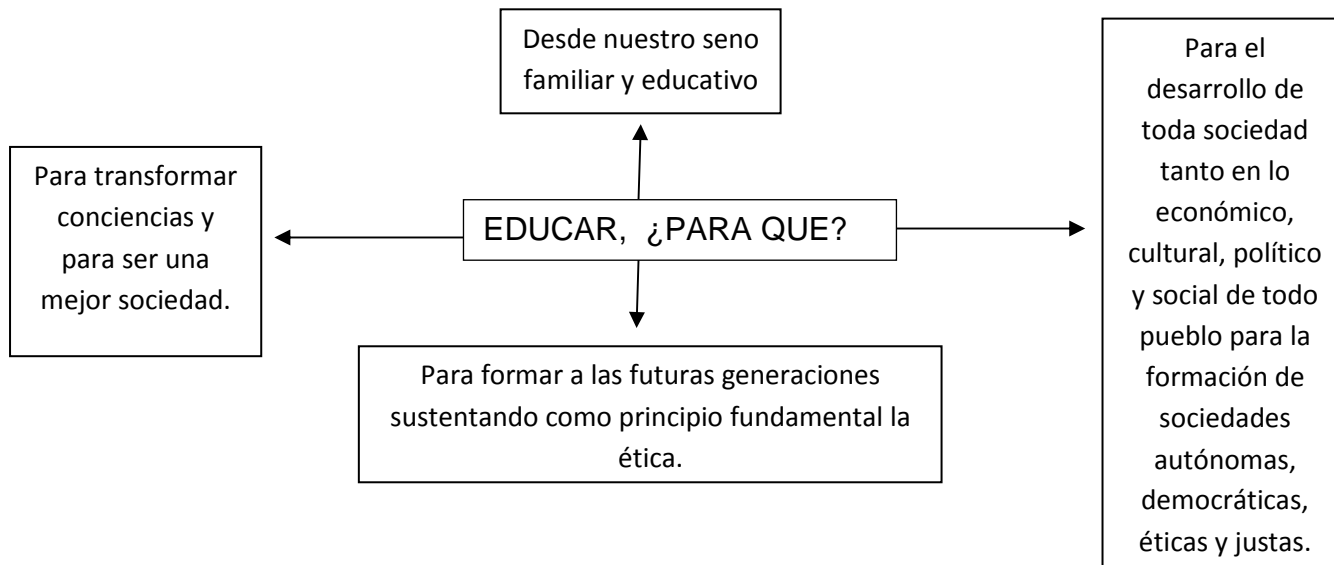 Desde nuestro seno
familiar y educativo
Para transformar
conciencias y
para ser una
mejor sociedad.
EDUCAR,  ¿PARA QUE?
Para formar a las futuras generaciones
sustentando como principio fundamental la
ética.
Para el
desarrollo de
toda sociedad
tanto en lo
económico,
cultural, político
y social de todo
pueblo para la
formación de
sociedades
autónomas,
democráticas,
éticas y justas.